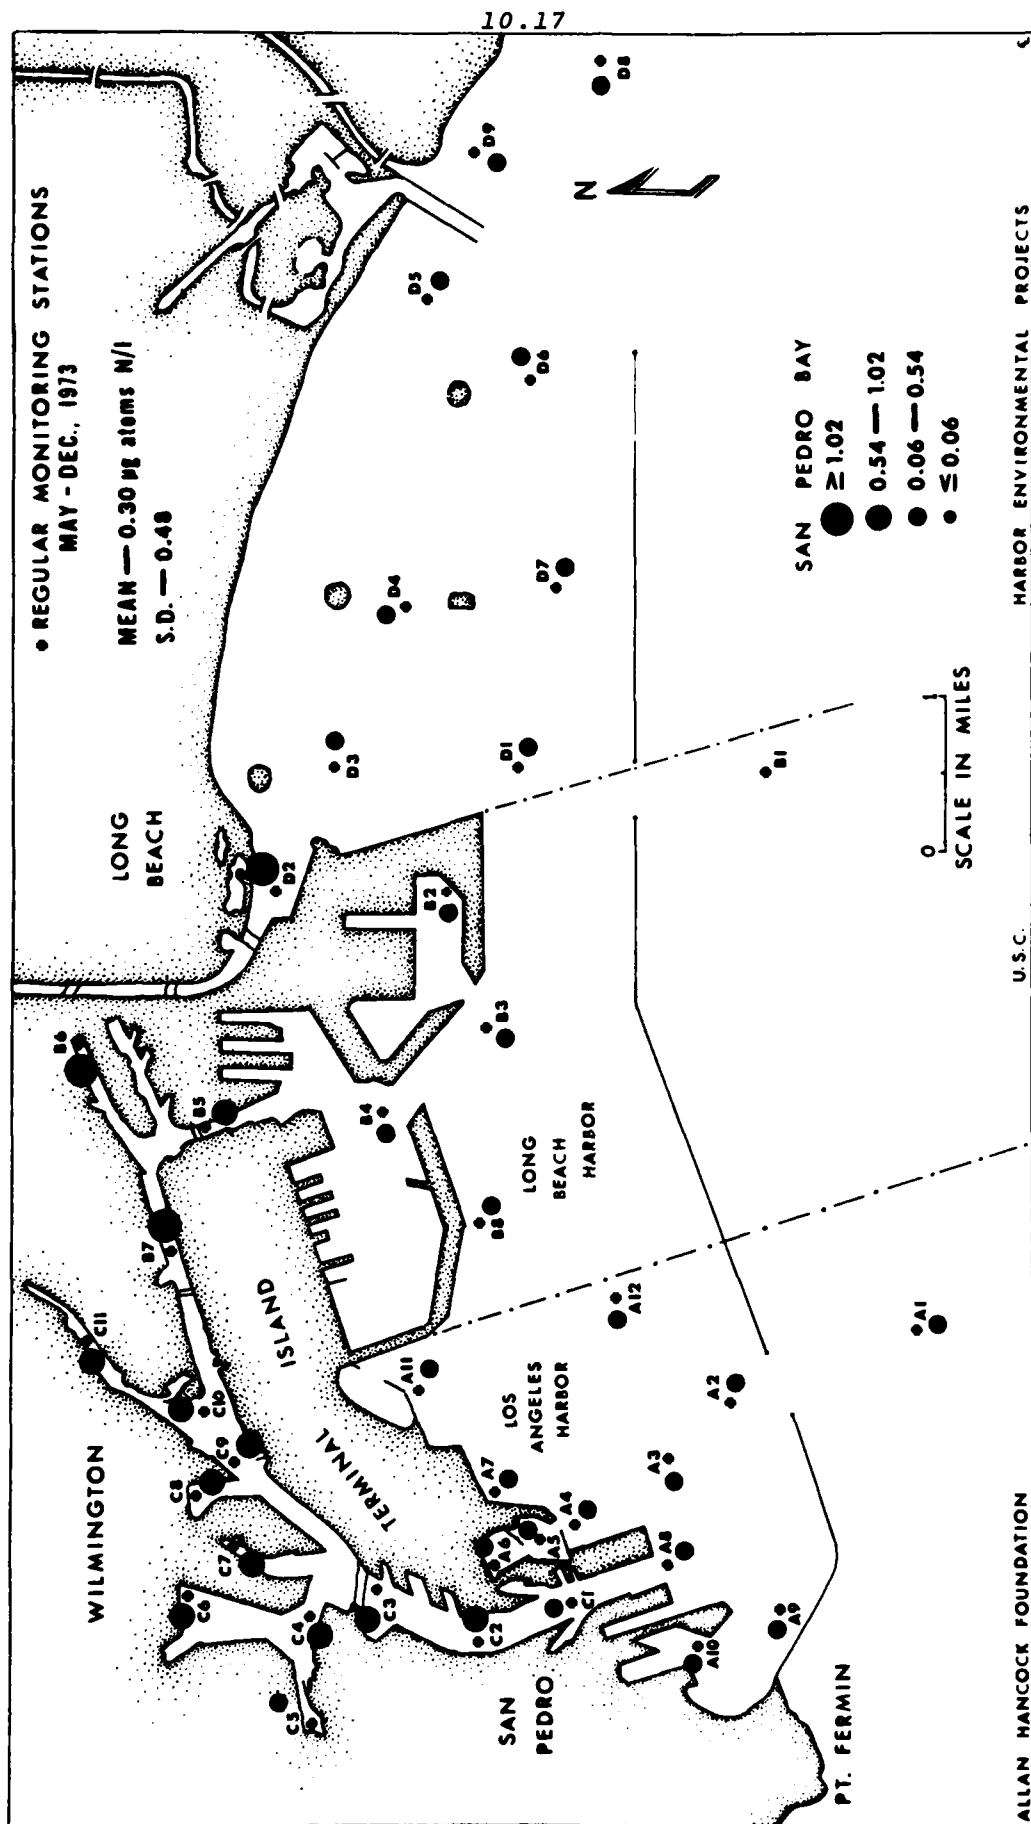 10.17
• REGULAR MONITORING STATIONS
MAY - DEC., 1973
MEAN — 0.30 µg atoms N/l
S.D. — 0.48
WILMINGTON
LONG
BEACH
TERMINAL
ISLAND
SAN
PEDRO
LOS
ANGELES
HARBOR
LONG
BEACH
HARBOR
PT. FERMIN
N
C5
C6
C7
C8
C9
C10
C11
B7
B6
B5
C4
C3
C2
C1
A6
A5
A7
A4
A11
A8
A3
A10
A9
A2
A12
A1
B8
B4
B3
B2
B1
D2
D3
D1
D4
D7
D6
D5
D9
D8
SAN PEDRO BAY
≥ 1.02
0.54 — 1.02
0.06 — 0.54
≤ 0.06
0 1
SCALE IN MILES
ALLAN HANCOCK FOUNDATION U.S.C. HARBOR ENVIRONMENTAL PROJECTS